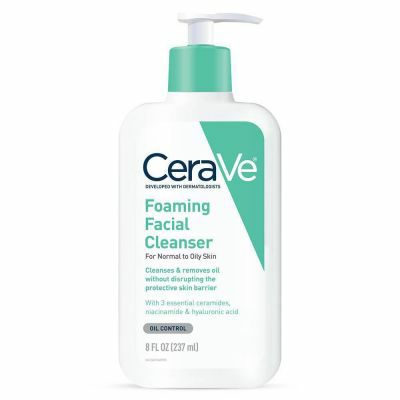 CeraVe®
DEVELOPED WITH DERMATOLOGISTS
Foaming
Facial
Cleanser
For Normal to Oily Skin
Cleanses & removes oil
without disrupting the
protective skin barrier
With 3 essential ceramides,
niacinamide & hyaluronic acid
OIL CONTROL
8 FL OZ (237 ml)